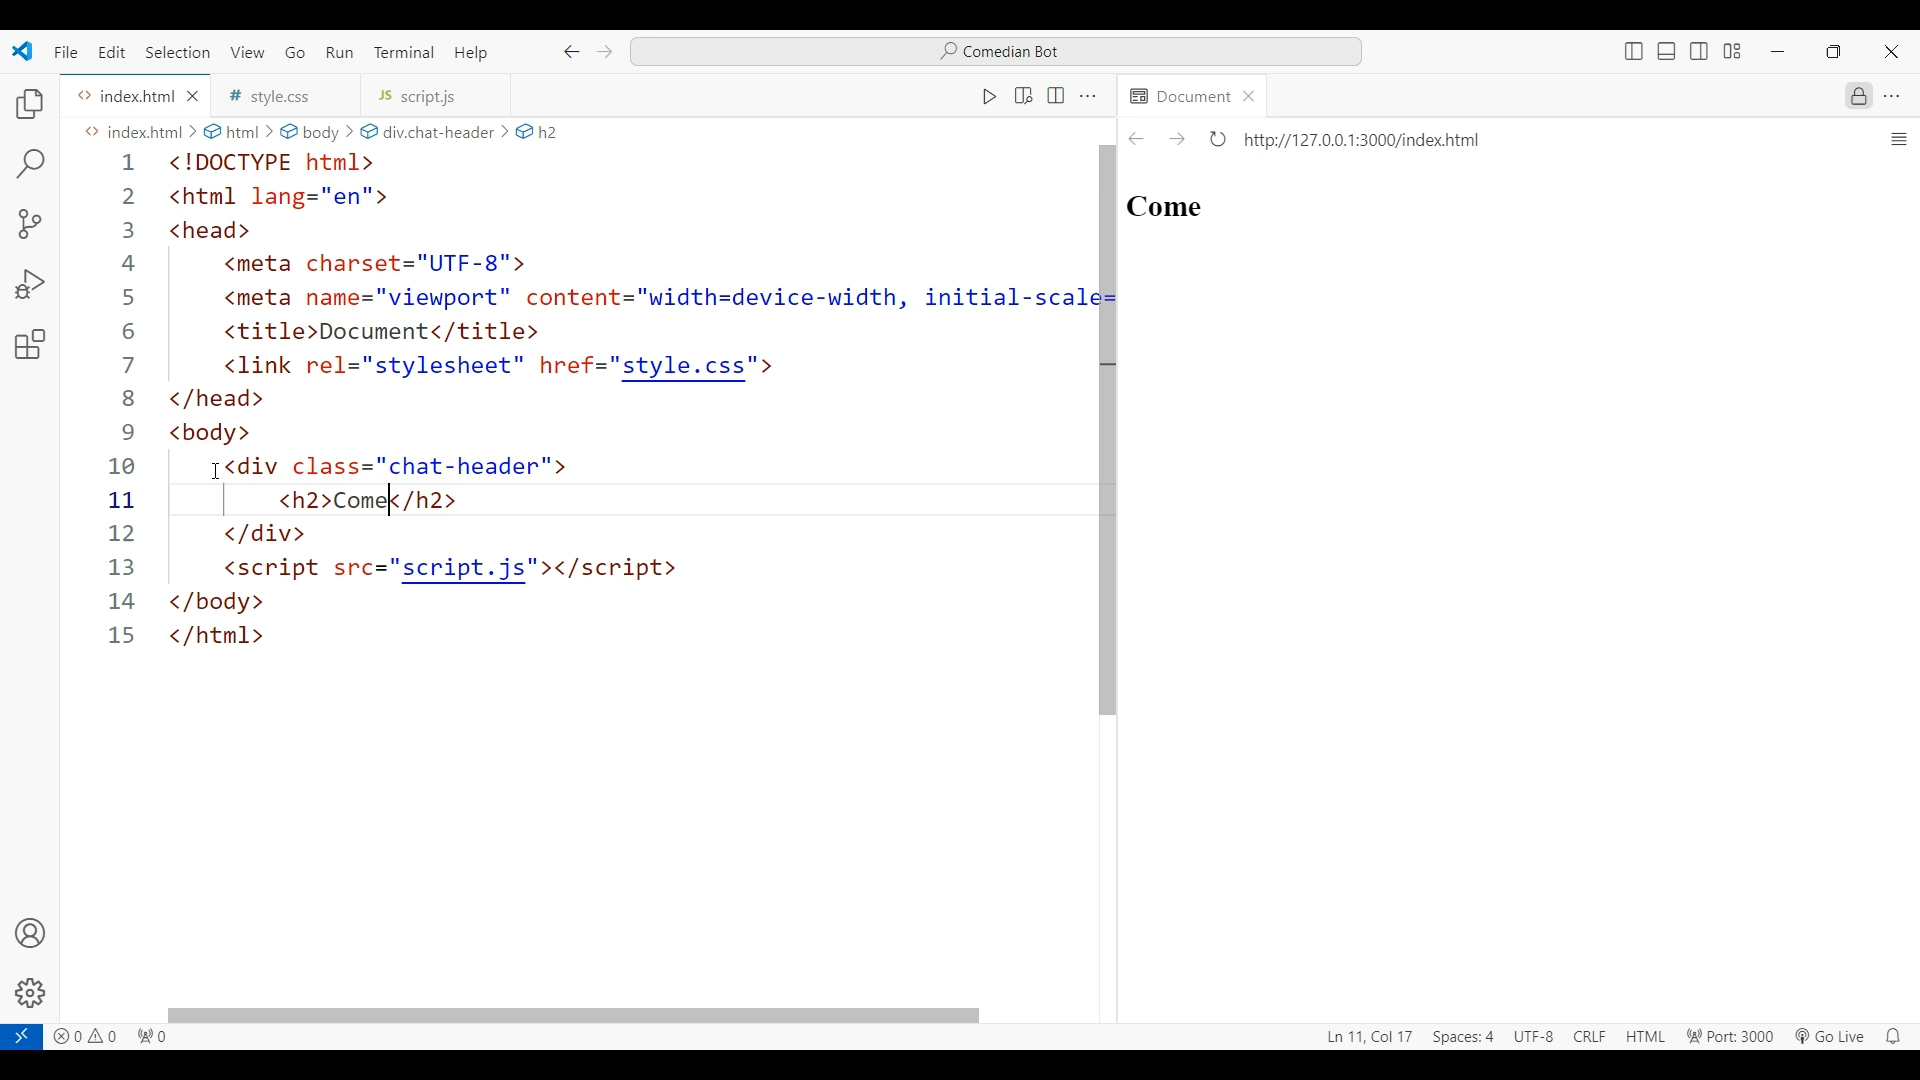 File Edit Selection View Go Run Terminal Help Comedian Bot
index.html style.css script.js Document
index.html > html > body > div.chat-header > h2
http://127.0.0.1:3000/index.html
1 <!DOCTYPE html>
2 <html lang="en">
3 <head>
4 <meta charset="UTF-8">
5 <meta name="viewport" content="width=device-width, initial-scale=
6 <title>Document</title>
7 <link rel="stylesheet" href="style.css">
8 </head>
9 <body>
10 <div class="chat-header">
11 <h2>Come</h2>
12 </div>
13 <script src="script.js"></script>
14 </body>
15 </html>
Come
0 0 0 Ln 11, Col 17 Spaces: 4 UTF-8 CRLF HTML Port: 3000 Go Live